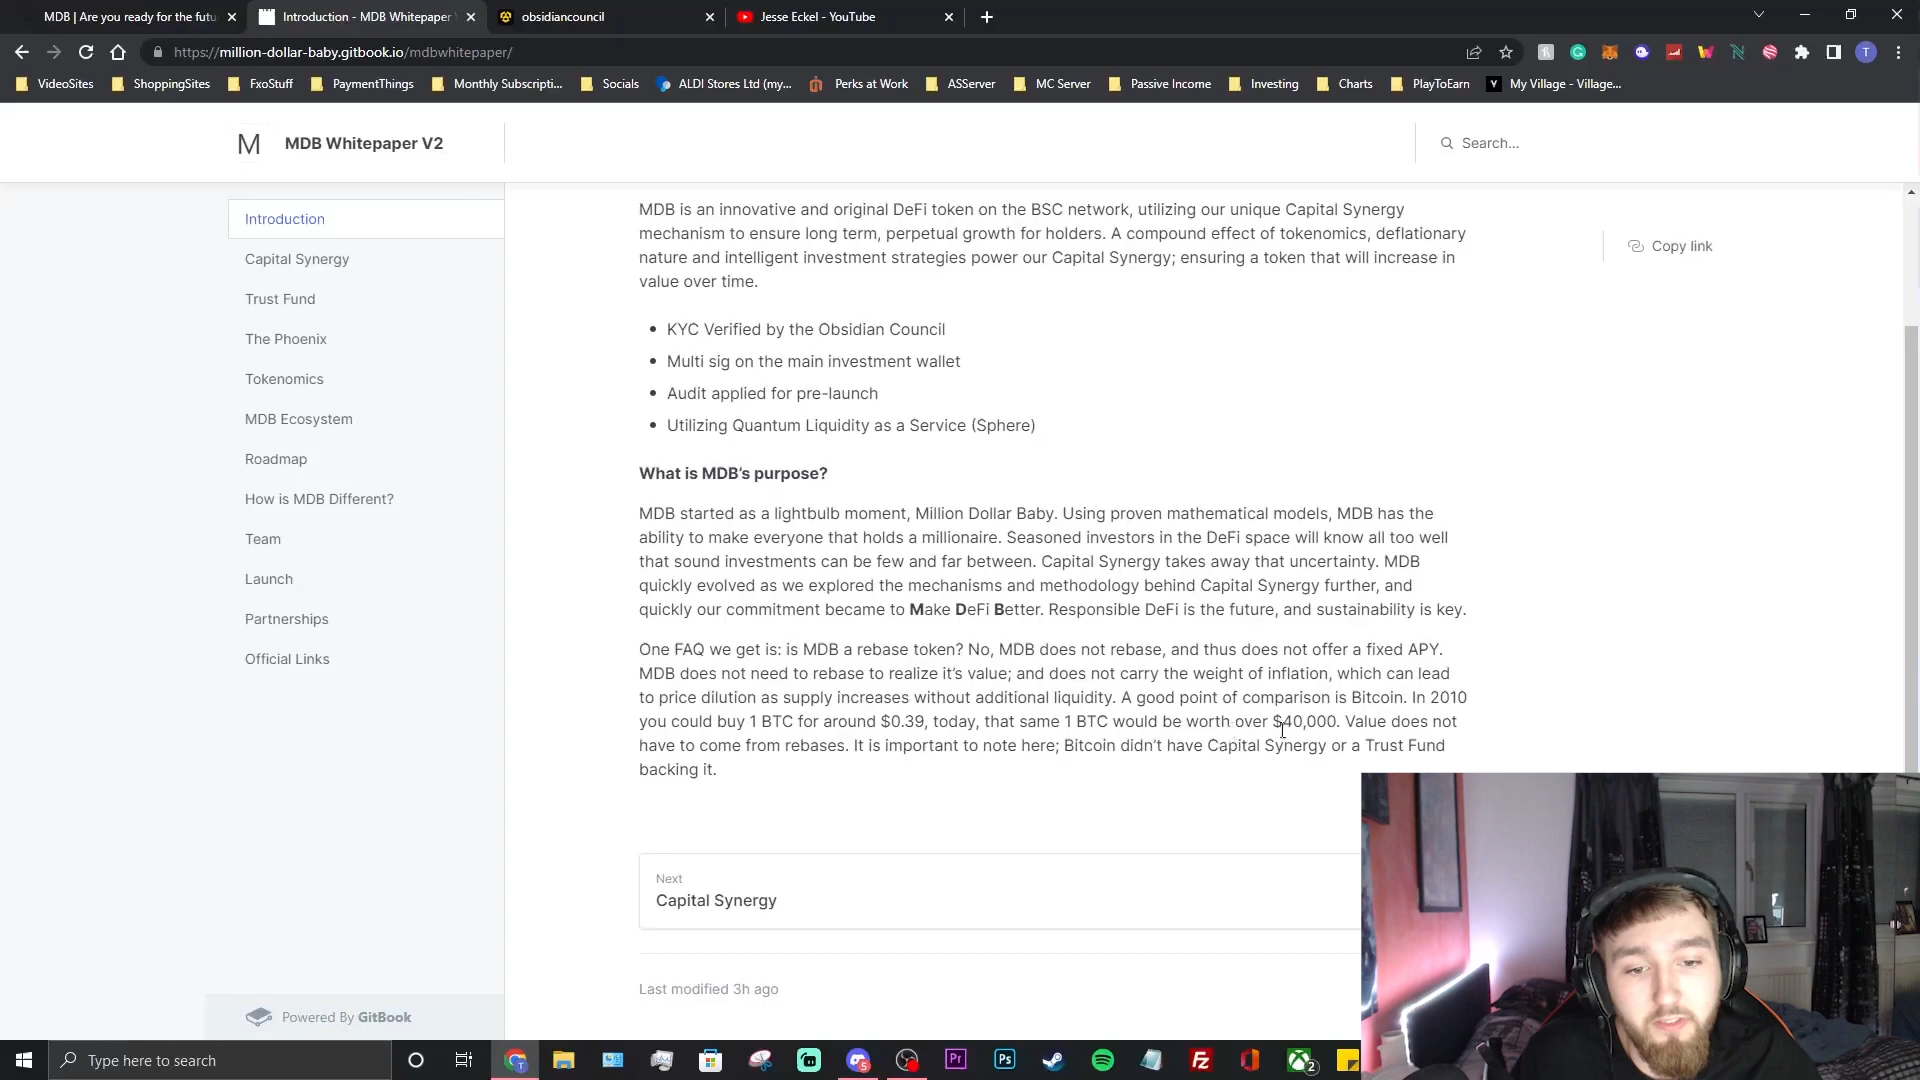 MDB | Are you ready for the futu
Introduction - MDB Whitepaper
obsidiancouncil
Jesse Eckel - YouTube
https://million-dollar-baby.gitbook.io/mdbwhitepaper/
T
VideoSites
ShoppingSites
FxoStuff
PaymentThings
Monthly Subscripti...
Socials
ALDI Stores Ltd (my...
Perks at Work
ASServer
MC Server
Passive Income
Investing
Charts
PlayToEarn
My Village - Village...
M
MDB Whitepaper V2
Search...
Introduction
Capital Synergy
Trust Fund
The Phoenix
Tokenomics
MDB Ecosystem
Roadmap
How is MDB Different?
Team
Launch
Partnerships
Official Links
Powered By GitBook
MDB is an innovative and original DeFi token on the BSC network, utilizing our unique Capital Synergy
mechanism to ensure long term, perpetual growth for holders. A compound effect of tokenomics, deflationary
nature and intelligent investment strategies power our Capital Synergy; ensuring a token that will increase in
value over time.
• KYC Verified by the Obsidian Council
• Multi sig on the main investment wallet
• Audit applied for pre-launch
• Utilizing Quantum Liquidity as a Service (Sphere)
What is MDB's purpose?
MDB started as a lightbulb moment, Million Dollar Baby. Using proven mathematical models, MDB has the
ability to make everyone that holds a millionaire. Seasoned investors in the DeFi space will know all too well
that sound investments can be few and far between. Capital Synergy takes away that uncertainty. MDB
quickly evolved as we explored the mechanisms and methodology behind Capital Synergy further, and
quickly our commitment became to Make DeFi Better. Responsible DeFi is the future, and sustainability is key.
One FAQ we get is: is MDB a rebase token? No, MDB does not rebase, and thus does not offer a fixed APY.
MDB does not need to rebase to realize it's value; and does not carry the weight of inflation, which can lead
to price dilution as supply increases without additional liquidity. A good point of comparison is Bitcoin. In 2010
you could buy 1 BTC for around $0.39, today, that same 1 BTC would be worth over $40,000. Value does not
have to come from rebases. It is important to note here; Bitcoin didn't have Capital Synergy or a Trust Fund
backing it.
Next
Capital Synergy
Last modified 3h ago
Copy link
Type here to search
5
Pr
Ps
Fz
2